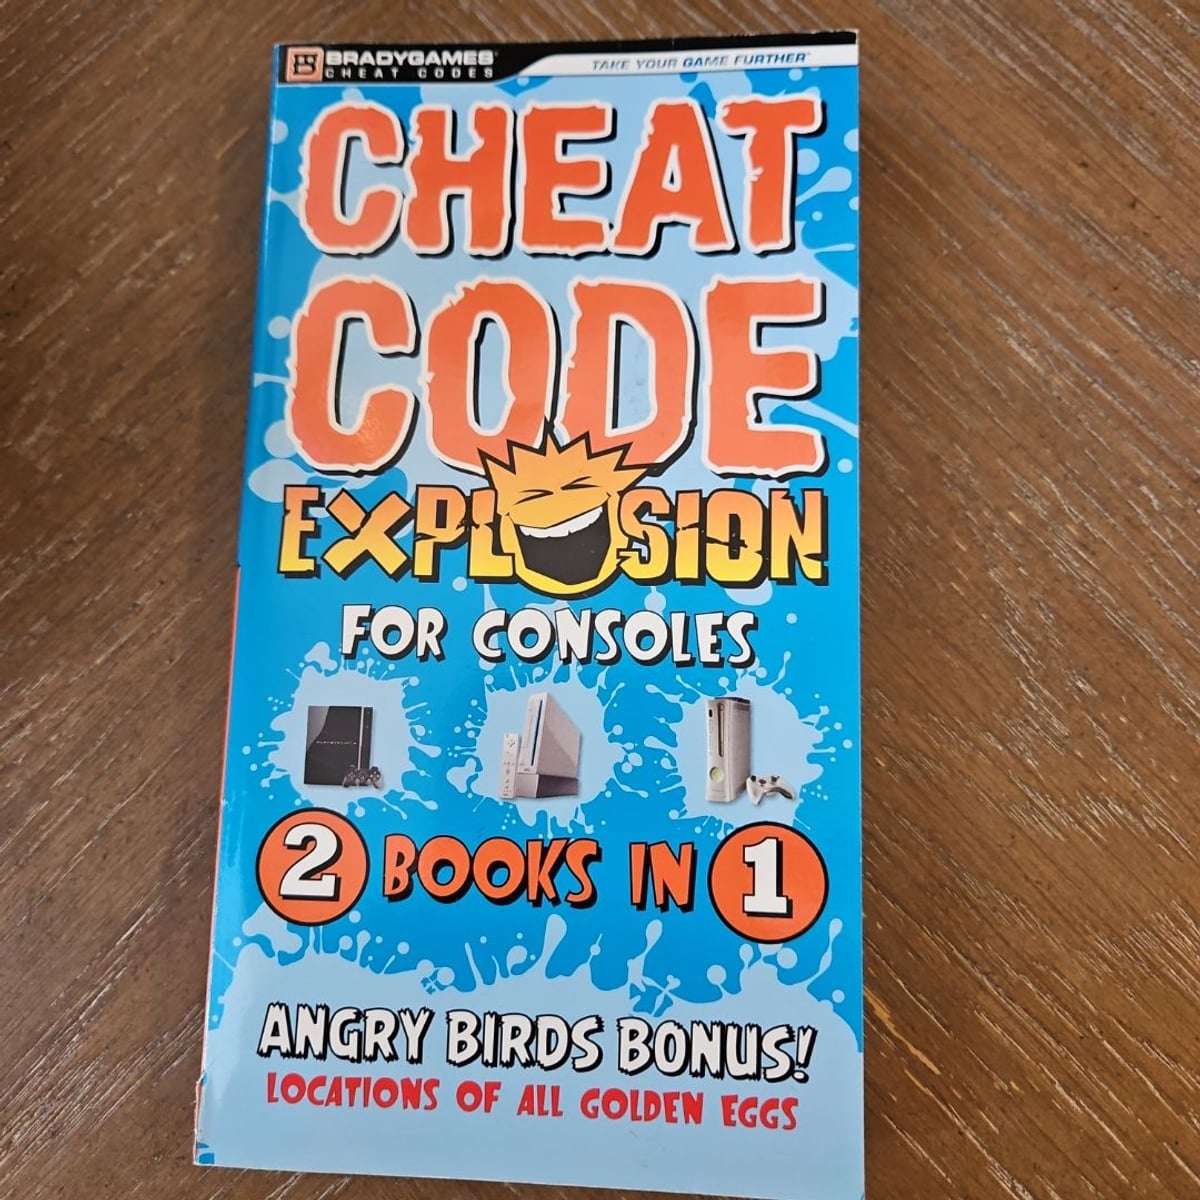 BRADYGAMES
CHEAT CODES
TAKE YOUR GAME FURTHER
CHEAT
CODE
EXPLOSION
FOR CONSOLES
2 BOOKS IN 1
ANGRY BIRDS BONUS!
LOCATIONS OF ALL GOLDEN EGGS